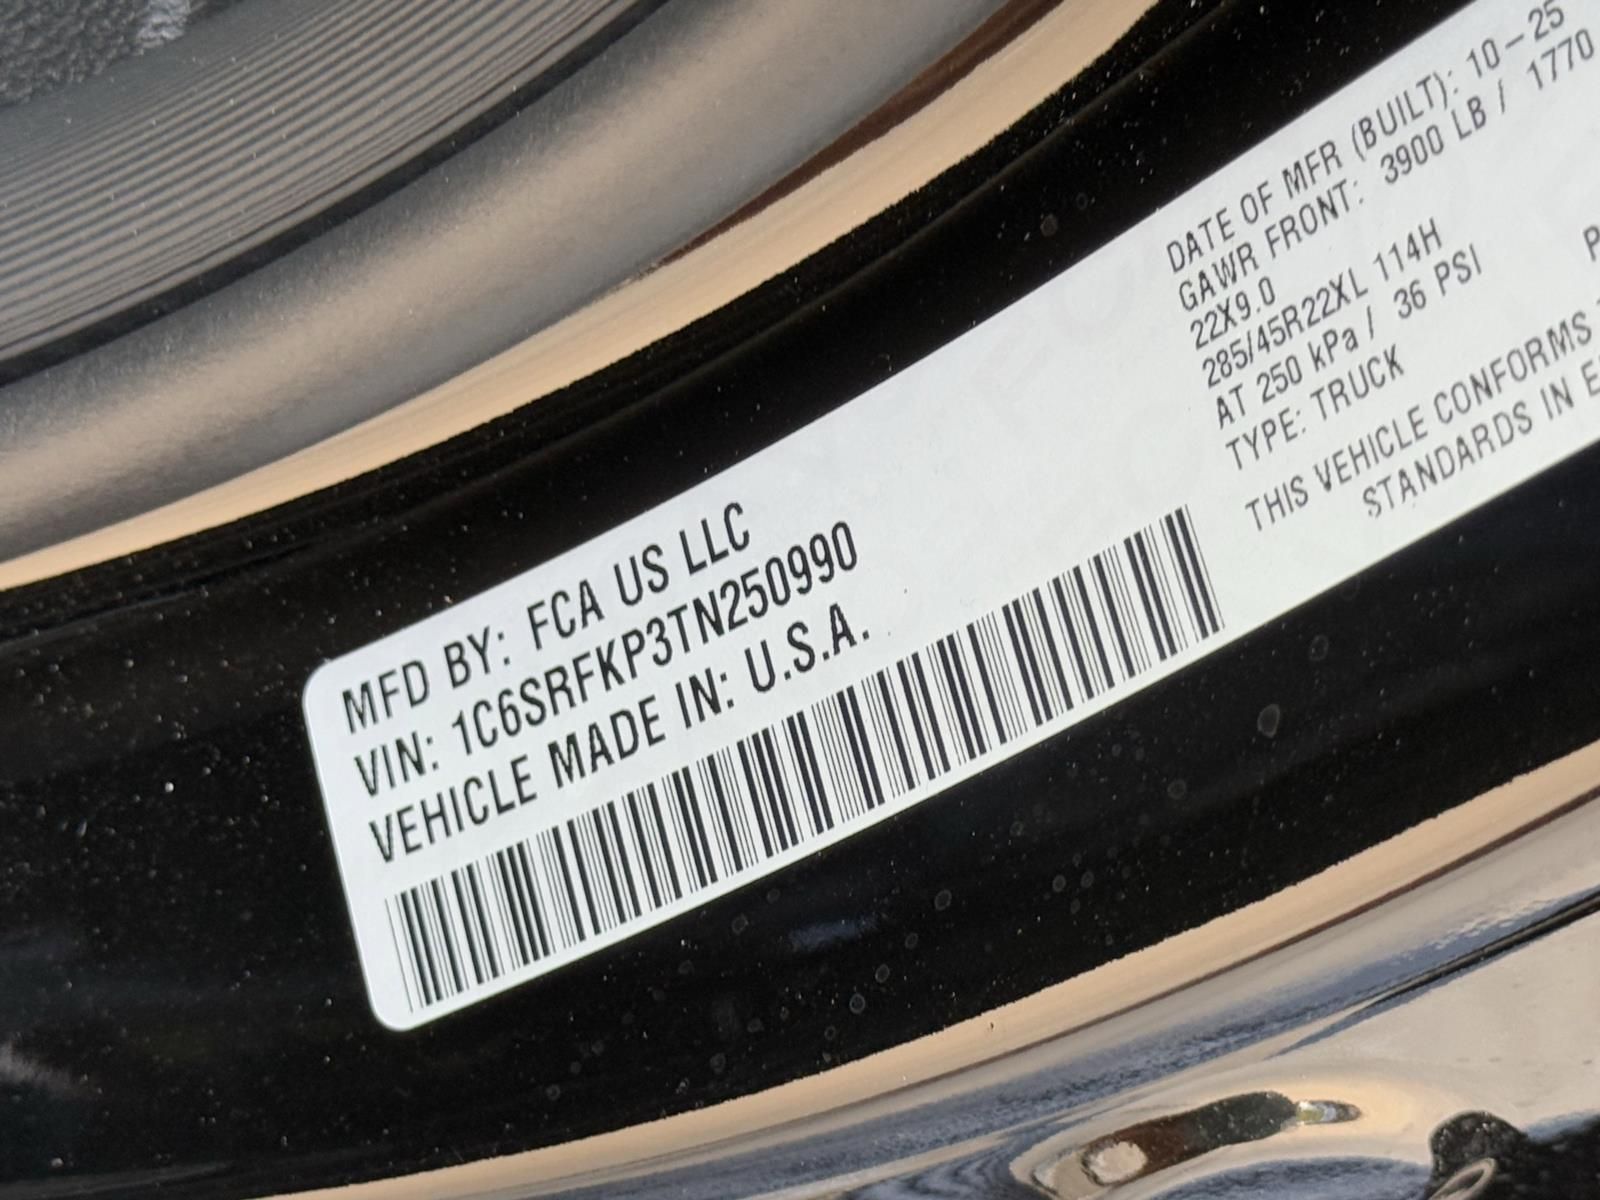 MFD BY: FCA US LLC
VIN: 1C6SRFKP3TN250990
VEHICLE MADE IN: U.S.A.
DATE OF MFR (BUILT): 10-25
GAWR FRONT: 3900 LB / 1770
22X9.0
285/45R22XL 114H
AT 250 kPa / 36 PSI
TYPE: TRUCK
THIS VEHICLE CONFORMS
STANDARDS IN